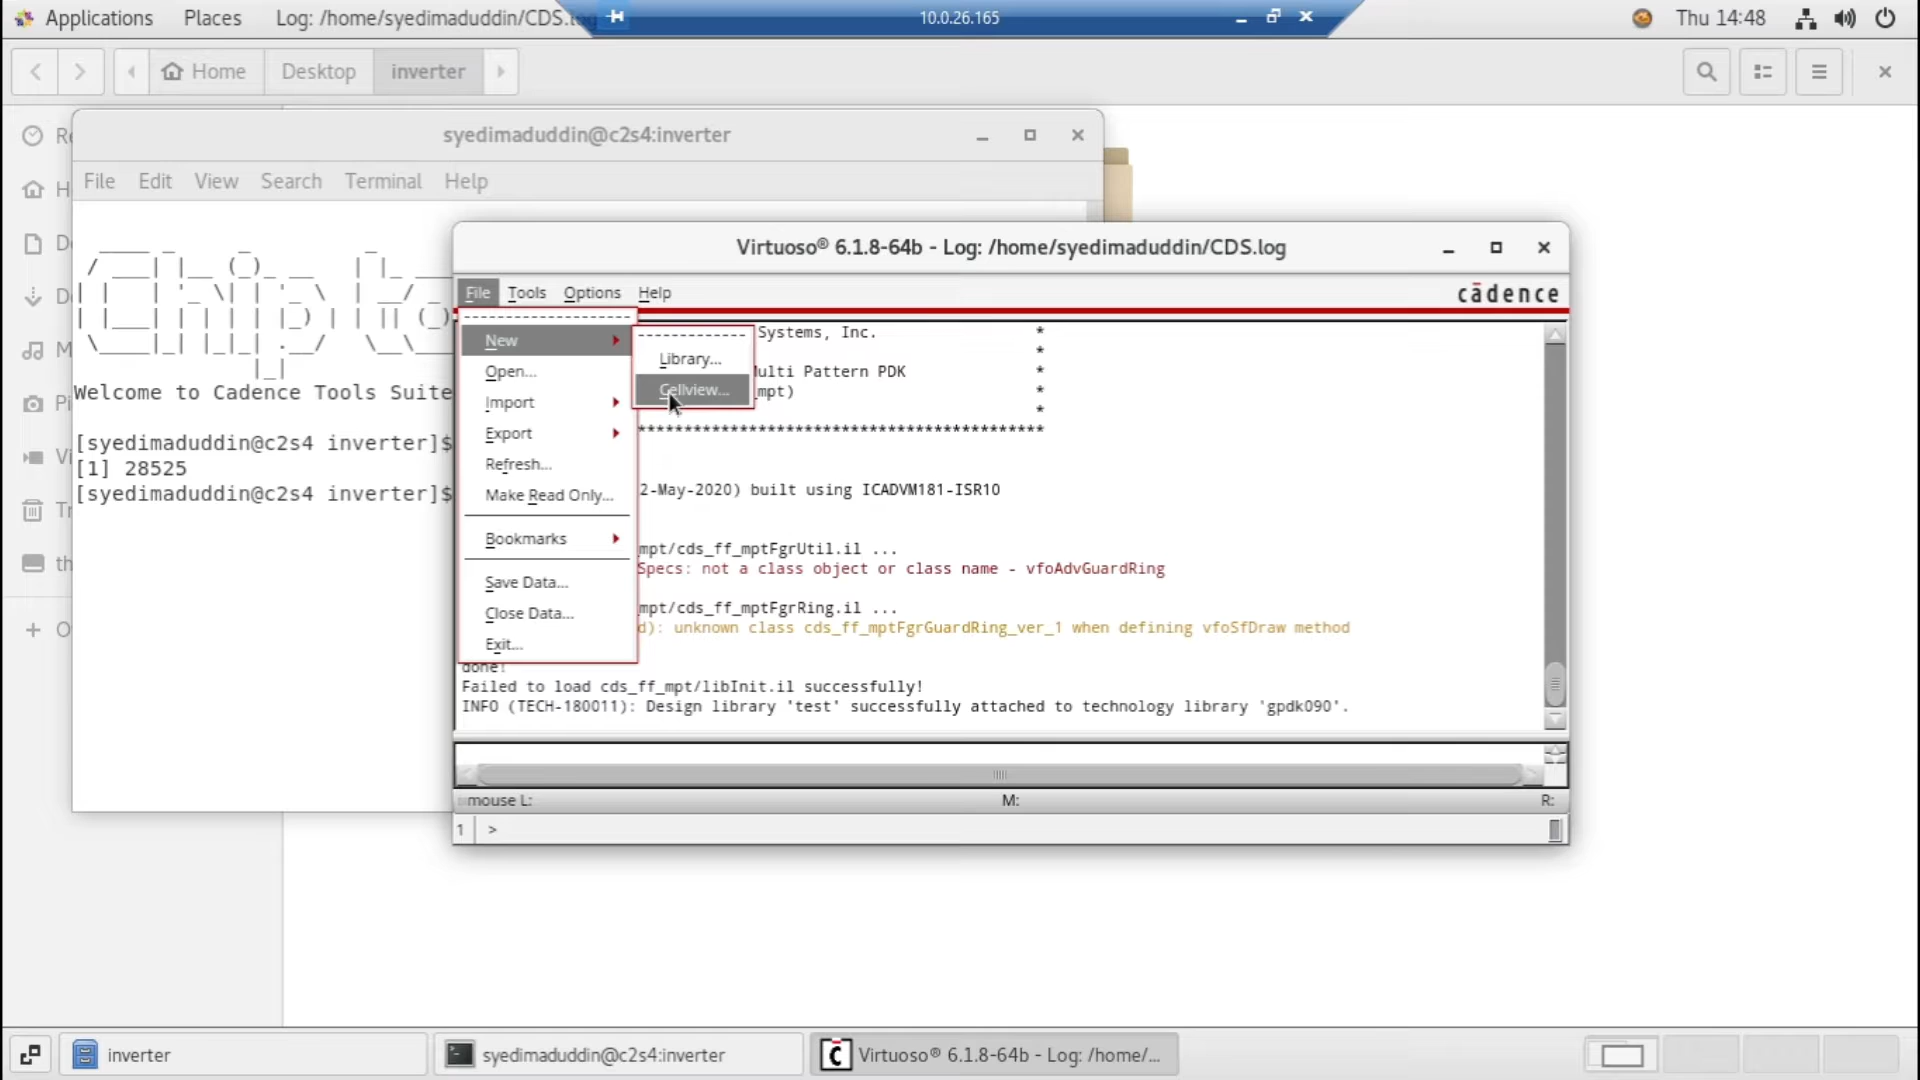 Applications Places Log: /home/syedimaduddin/CDS.log
10.0.26.165
Thu 14:48
Home Desktop inverter
syedimaduddin@c2s4:inverter
File Edit View Search Terminal Help
Welcome to Cadence Tools Suite
[syedimaduddin@c2s4 inverter]$
[1] 28525
[syedimaduddin@c2s4 inverter]$
Virtuoso® 6.1.8-64b - Log: /home/syedimaduddin/CDS.log
File Tools Options Help
cādence
New
Open...
Import
Export
Refresh...
Make Read Only...
Bookmarks
Save Data...
Close Data...
Exit...
Library...
Cellview...
Systems, Inc. *
*
Multi Pattern PDK *
mpt) *
*
********************************************
2-May-2020) built using ICADVM181-ISR10
mpt/cds_ff_mptFgrUtil.il ...
Specs: not a class object or class name - vfoAdvGuardRing
mpt/cds_ff_mptFgrRing.il ...
d): unknown class cds_ff_mptFgrGuardRing_ver_1 when defining vfoSfDraw method
done!
Failed to load cds_ff_mpt/libInit.il successfully!
INFO (TECH-180011): Design library 'test' successfully attached to technology library 'gpdk090'.
mouse L: M: R:
1 >
inverter
syedimaduddin@c2s4:inverter
Virtuoso® 6.1.8-64b - Log: /home/...